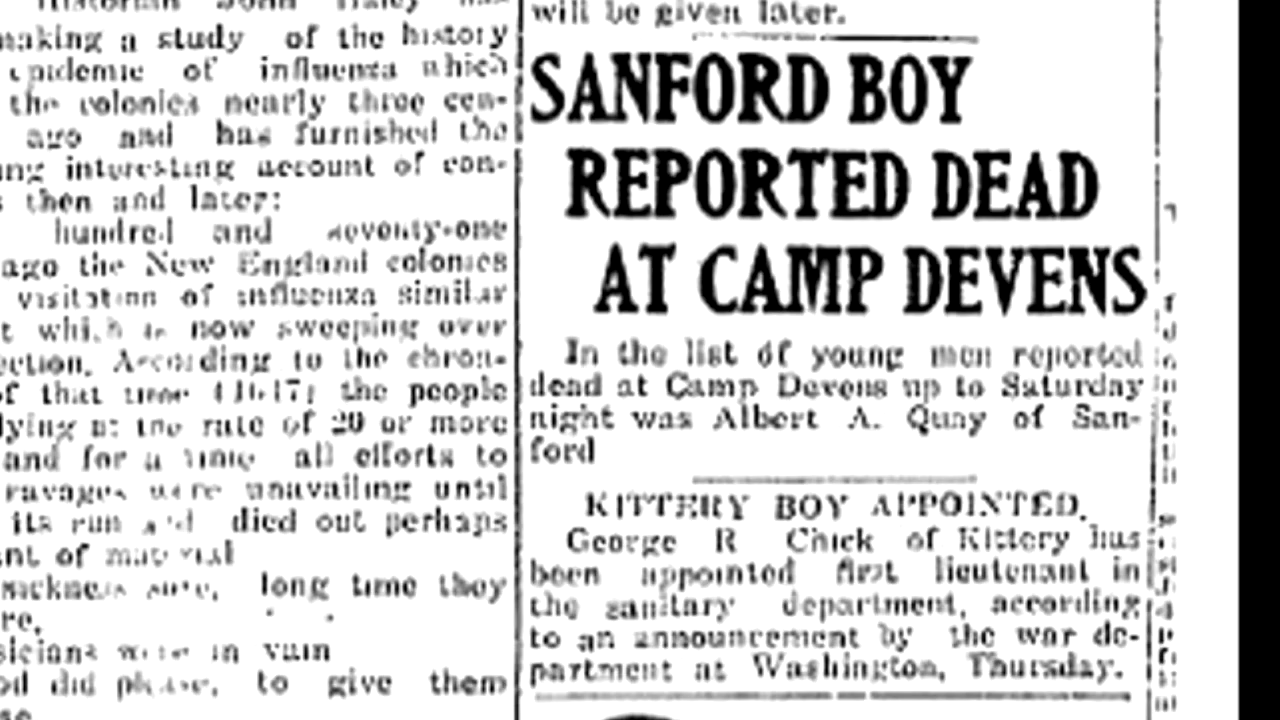 making a study of the history
epidemic of influenza which
the colonies nearly three cen-
ago and has furnished the
interesting account of con-
then and later:
hundred and seventy-one
ago the New England colonies
visitation of influenza similar
which is now sweeping over
According to the chron-
of that time the people
at the rate of 20 or more
and for a time all efforts to
ravages were unavailing until
its run and died out perhaps
of material
long time they
in vain
did please, to give them
will be given later.
SANFORD BOY
REPORTED DEAD
AT CAMP DEVENS
In the list of young men reported
dead at Camp Devens up to Saturday
night was Albert A. Quay of San-
ford
KITTERY BOY APPOINTED.
George R Chick of Kittery has
been appointed first lieutenant in
the sanitary department, according
to an announcement by the war de-
partment at Washington, Thursday.